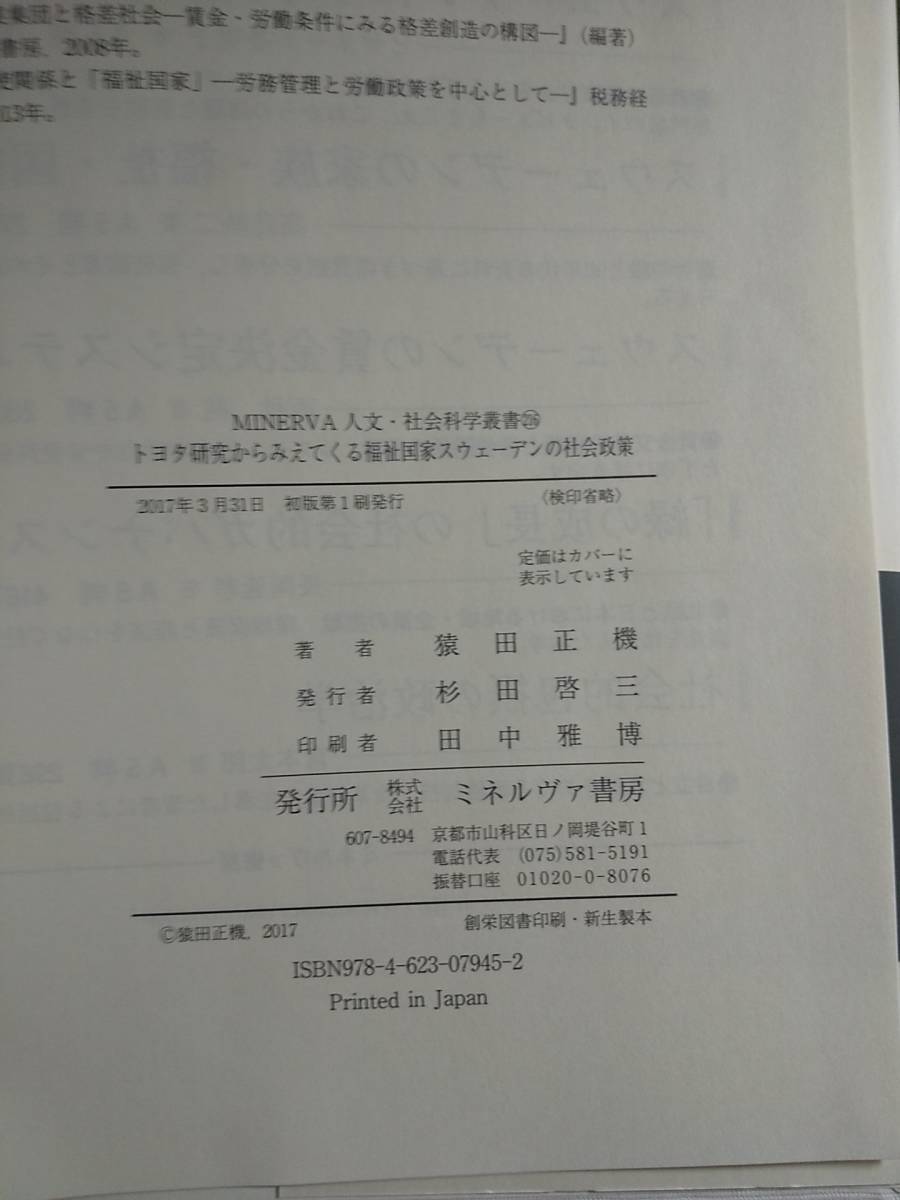 集団と格差社会―賃金・労働条件にみる格差創造の構図―』(編著)
書房、2008年。
関係と「福祉国家」―労務管理と労働政策を中心として―』税務経
013年。
MINERVA 人文・社会科学叢書
トヨタ研究からみえてくる福祉国家スウェーデンの社会政策
2017年3月31日 初版第1刷発行 〈検印省略〉
定価はカバーに
表示しています
著者 猿田正機
発行者 杉田啓三
印刷者 田中雅博
発行所 株式会社 ミネルヴァ書房
607-8494 京都市山科区日ノ岡堤谷町1
電話代表 (075)581-5191
振替口座 01020-0-8076
©猿田正機, 2017 創栄図書印刷・新生製本
ISBN978-4-623-07945-2
Printed in Japan